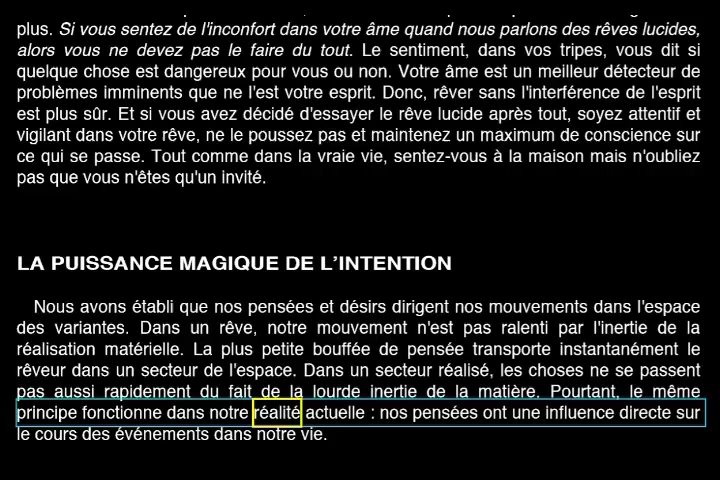 plus. Si vous sentez de l'inconfort dans votre âme quand nous parlons des rêves lucides,
alors vous ne devez pas le faire du tout. Le sentiment, dans vos tripes, vous dit si
quelque chose est dangereux pour vous ou non. Votre âme est un meilleur détecteur de
problèmes imminents que ne l'est votre esprit. Donc, rêver sans l'interférence de l'esprit
est plus sûr. Et si vous avez décidé d'essayer le rêve lucide après tout, soyez attentif et
vigilant dans votre rêve, ne le poussez pas et maintenez un maximum de conscience sur
ce qui se passe. Tout comme dans la vraie vie, sentez-vous à la maison mais n'oubliez
pas que vous n'êtes qu'un invité.
LA PUISSANCE MAGIQUE DE L'INTENTION
Nous avons établi que nos pensées et désirs dirigent nos mouvements dans l'espace
des variantes. Dans un rêve, notre mouvement n'est pas ralenti par l'inertie de la
réalisation matérielle. La plus petite bouffée de pensée transporte instantanément le
rêveur dans un secteur de l'espace. Dans un secteur réalisé, les choses ne se passent
pas aussi rapidement du fait de la lourde inertie de la matière. Pourtant, le même
principe fonctionne dans notre réalité actuelle : nos pensées ont une influence directe sur
le cours des événements dans notre vie.